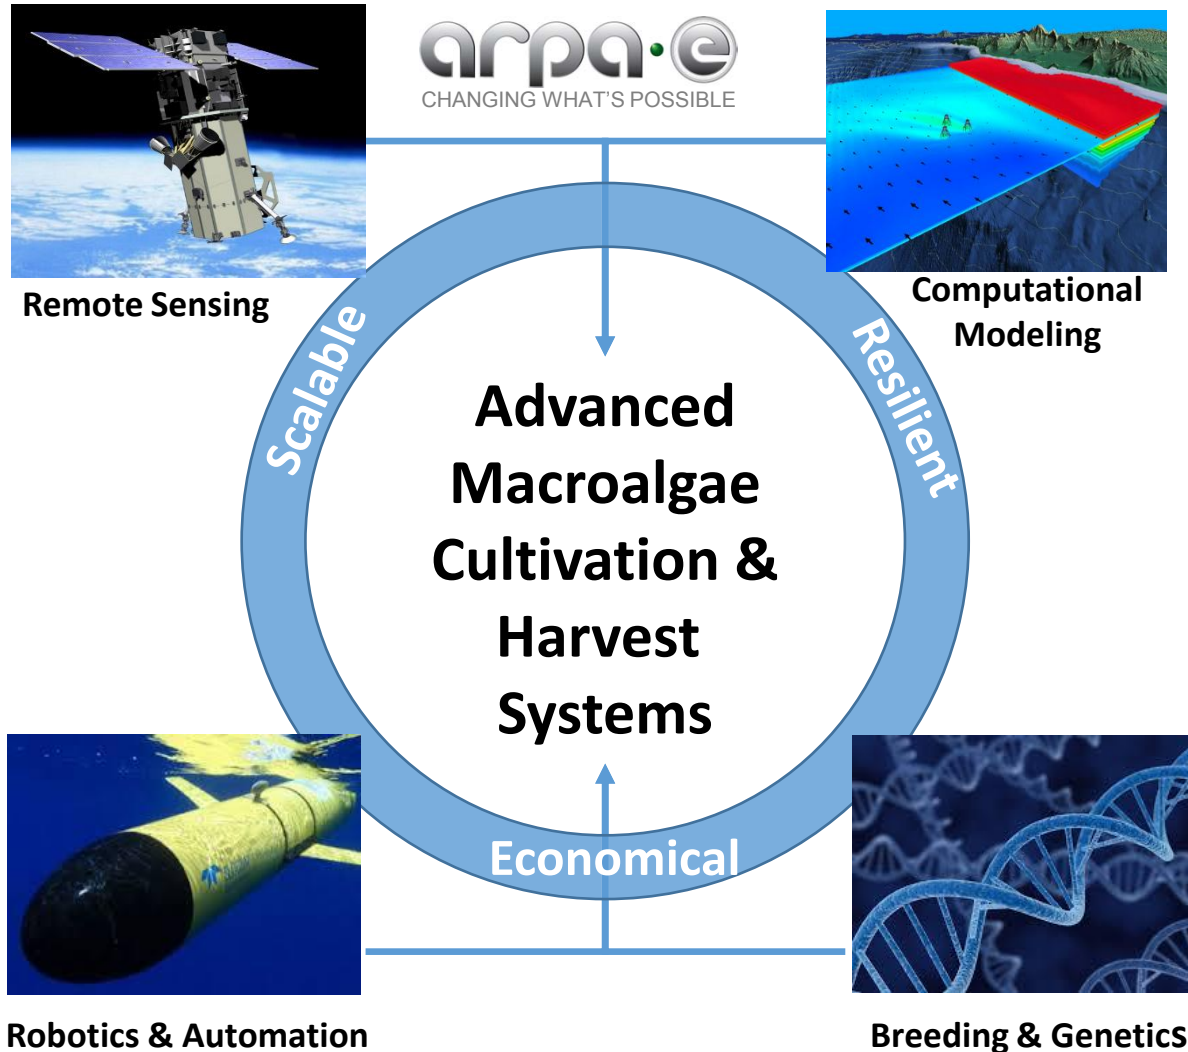 arpa·e
CHANGING WHAT'S POSSIBLE
Remote Sensing
Computational
Modeling
Scalable
Resilient
Advanced
Macroalgae
Cultivation &
Harvest
Systems
Economical
Robotics & Automation
Breeding & Genetics